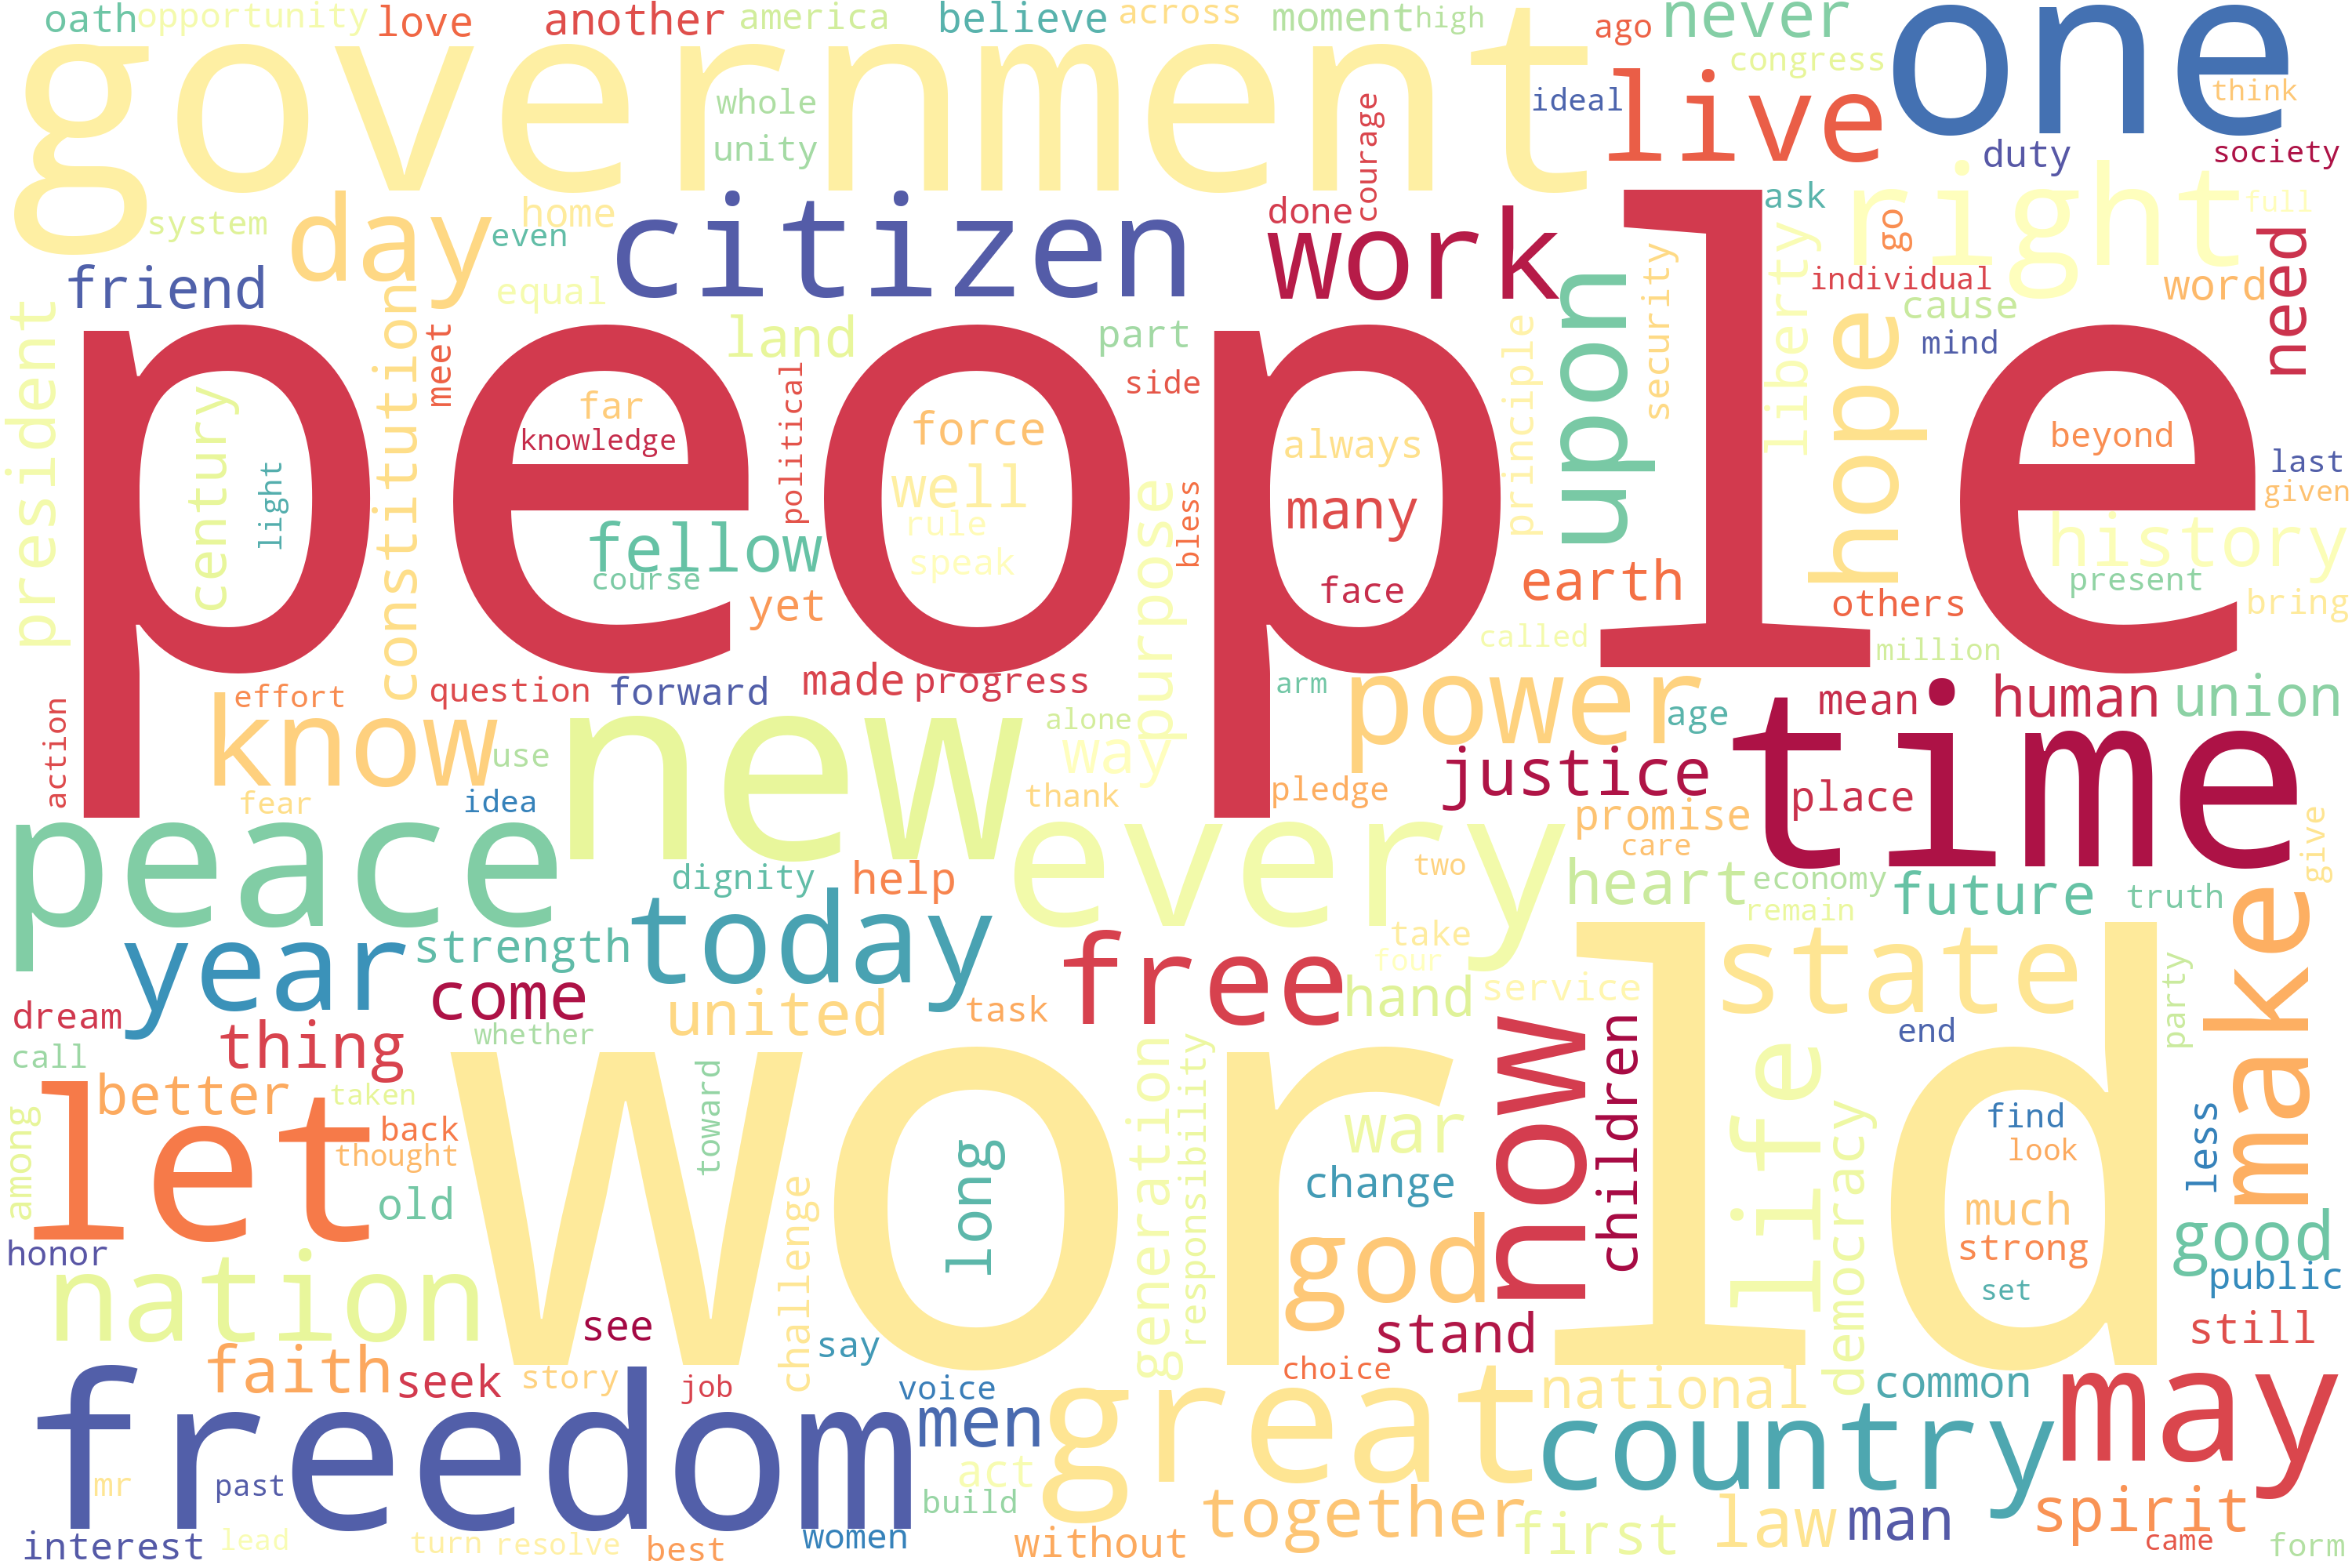 oath opportunity love another america believe across moment high ago never one
government
congress
whole
courage
ideal
live
think
unity
duty
society
system
day
home
even
citizen
done
work
ask
right
full
go
need
friend
equal
land
part
upon
security
liberty
individual
cause
word
president
constitution
meet
principle
hope
mind
people
century
light
far
knowledge
political
force
well
rule
speak
side
always
many
face
bless
purpose
beyond
last
given
history
present
bring
fellow
course
yet
earth
others
called
million
action
effort
question
forward
made
progress
arm
power
age
mean
human
union
know
new
alone
way
use
justice
time
place
fear
idea
thank
pledge
promise
care
give
peace
every
two
dignity
help
heart
economy
remain
future
truth
make
year
strength
today
free
take
four
state
party
come
united
task
hand
service
dream
thing
whether
now
children
end
call
world
better
taken
toward
generation
responsibility
war
life
democracy
find
look
less
among
let
back
thought
long
change
much
strong
good
old
challenge
god
set
public
honor
nation
see
say
stand
still
faith
seek
story
job
voice
choice
national
common
may
freedom
men
great
country
mr
past
act
build
together
first
law
man
spirit
interest
lead
turn
resolve
best
women
without
came
form